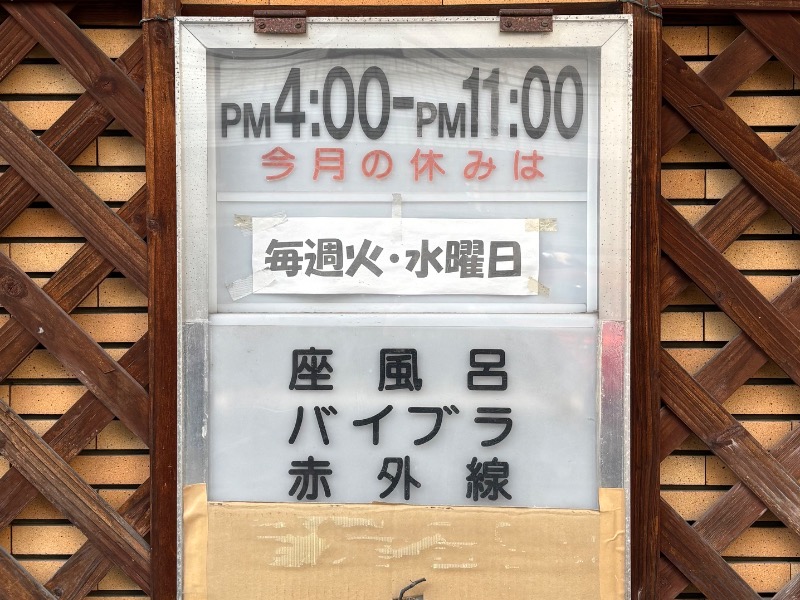 PM4:00-PM11:00
今月の休みは
毎週火・水曜日
座風呂
バイブラ
赤外線